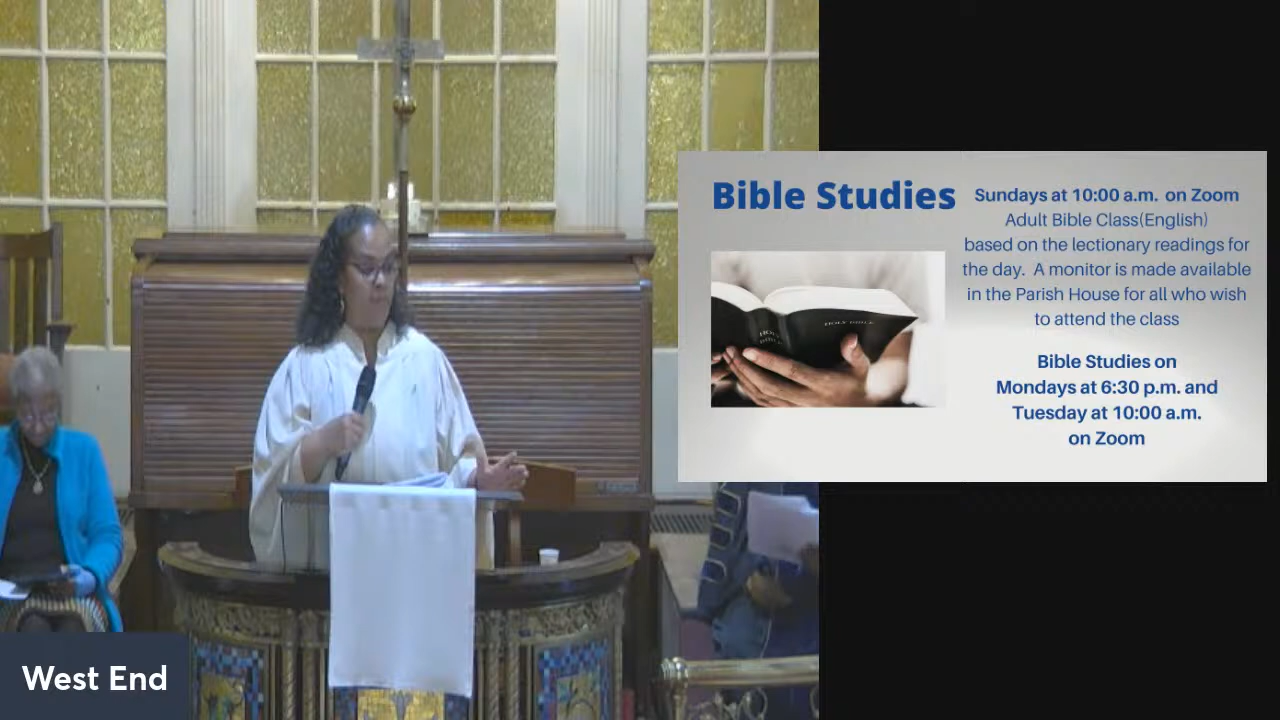 Bible Studies
Sundays at 10:00 a.m. on Zoom
Adult Bible Class(English)
based on the lectionary readings for
the day. A monitor is made available
in the Parish House for all who wish
to attend the class
Bible Studies on
Mondays at 6:30 p.m. and
Tuesday at 10:00 a.m.
on Zoom
HOLY BIBLE
HOLY BIBLE
West End